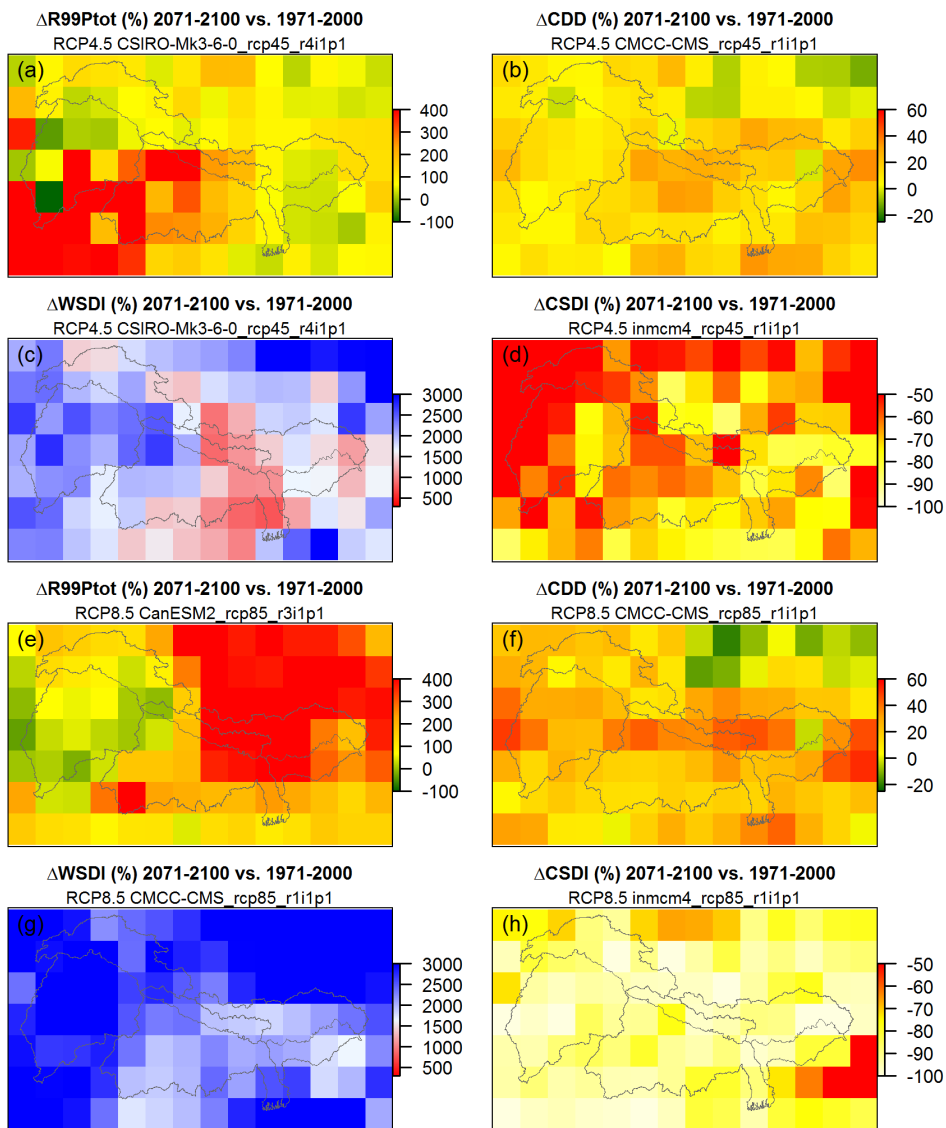 ΔR99Ptot (%) 2071-2100 vs. 1971-2000
RCP4.5 CSIRO-Mk3-6-0_rcp45_r4i1p1
(a)
400
300
200
100
0
-100
ΔCDD (%) 2071-2100 vs. 1971-2000
RCP4.5 CMCC-CMS_rcp45_r1i1p1
(b)
60
40
20
0
-20
ΔWSDI (%) 2071-2100 vs. 1971-2000
RCP4.5 CSIRO-Mk3-6-0_rcp45_r4i1p1
(c)
3000
2500
2000
1500
1000
500
ΔCSDI (%) 2071-2100 vs. 1971-2000
RCP4.5 inmcm4_rcp45_r1i1p1
(d)
-50
-60
-70
-80
-90
-100
ΔR99Ptot (%) 2071-2100 vs. 1971-2000
RCP8.5 CanESM2_rcp85_r3i1p1
(e)
400
300
200
100
0
-100
ΔCDD (%) 2071-2100 vs. 1971-2000
RCP8.5 CMCC-CMS_rcp85_r1i1p1
(f)
60
40
20
0
-20
ΔWSDI (%) 2071-2100 vs. 1971-2000
RCP8.5 CMCC-CMS_rcp85_r1i1p1
(g)
3000
2500
2000
1500
1000
500
ΔCSDI (%) 2071-2100 vs. 1971-2000
RCP8.5 inmcm4_rcp85_r1i1p1
(h)
-50
-60
-70
-80
-90
-100